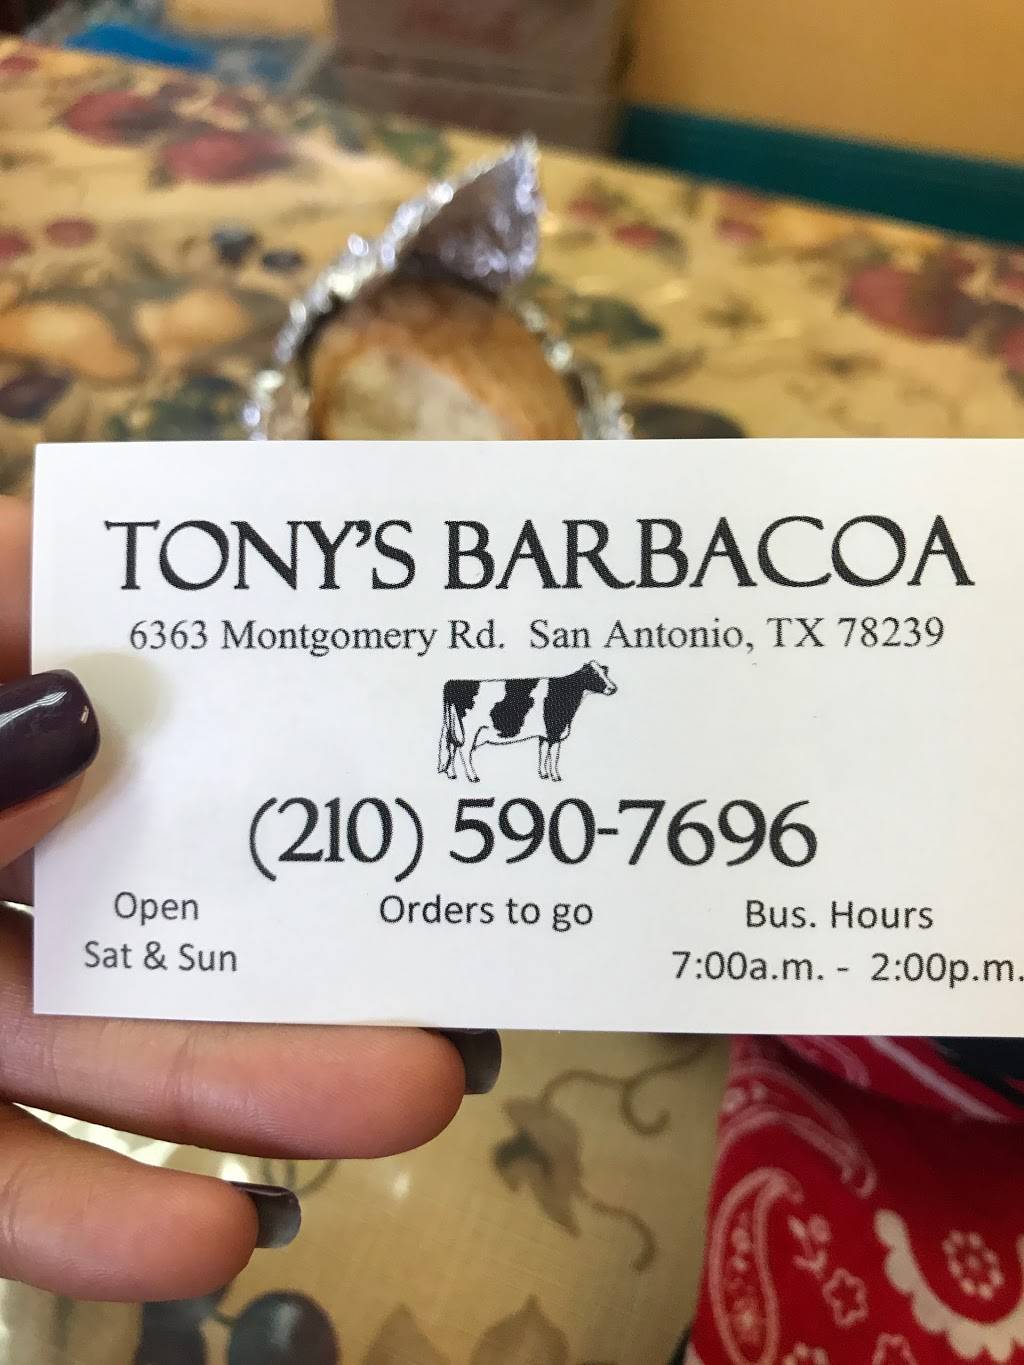 TONY'S BARBACOA
6363 Montgomery Rd. San Antonio, TX 78239
(210) 590-7696
Open
Sat & Sun
Orders to go
Bus. Hours
7:00a.m. - 2:00p.m.